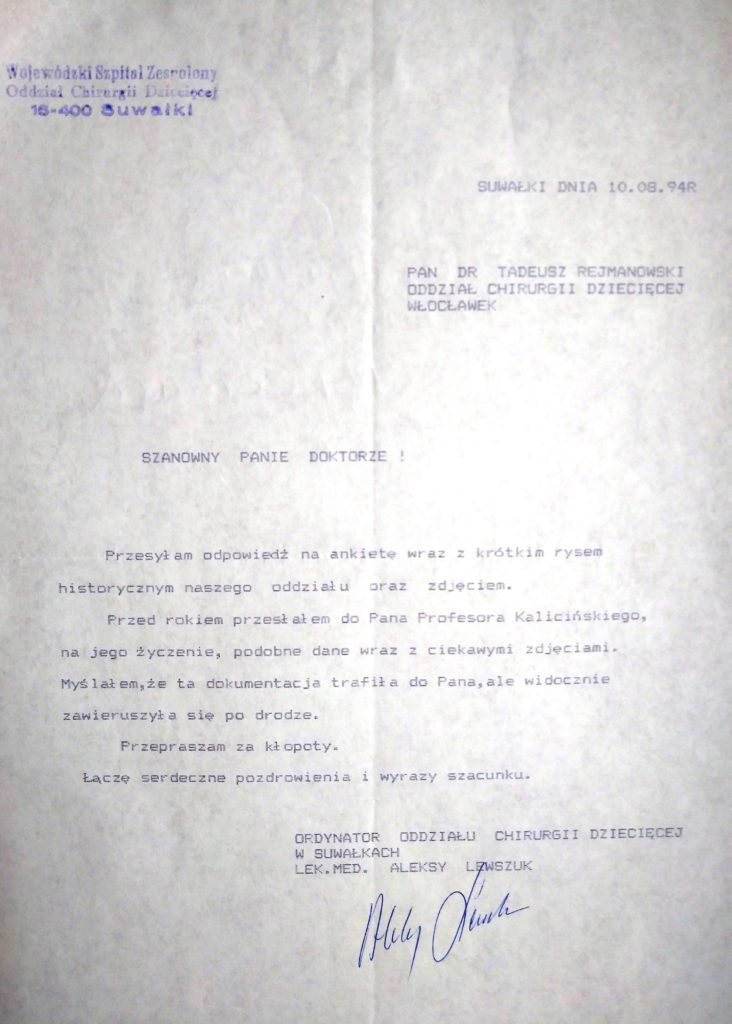 Wojewódzki Szpital Zespolony
Oddział Chirurgii Dziecięcej
16-400 Suwałki
SUWAŁKI DNIA 10.08.94R
PAN DR TADEUSZ REJMANOWSKI
ODDZIAŁ CHIRURGII DZIECIĘCEJ
WŁOCŁAWEK
SZANOWNY PANIE DOKTORZE !
Przesyłam odpowiedź na ankietę wraz z krótkim rysem
historycznym naszego oddziału oraz zdjęciem.
Przed rokiem przesłałem do Pana Profesora Kalicińskiego,
na jego życzenie, podobne dane wraz z ciekawymi zdjęciami.
Myślałem,że ta dokumentacja trafiła do Pana,ale widocznie
zawieruszyła się po drodze.
Przepraszam za kłopoty.
Łączę serdeczne pozdrowienia i wyrazy szacunku.
ORDYNATOR ODDZIAŁU CHIRURGII DZIECIĘCEJ
W SUWAŁKACH
LEK.MED. ALEKSY LEWSZUK